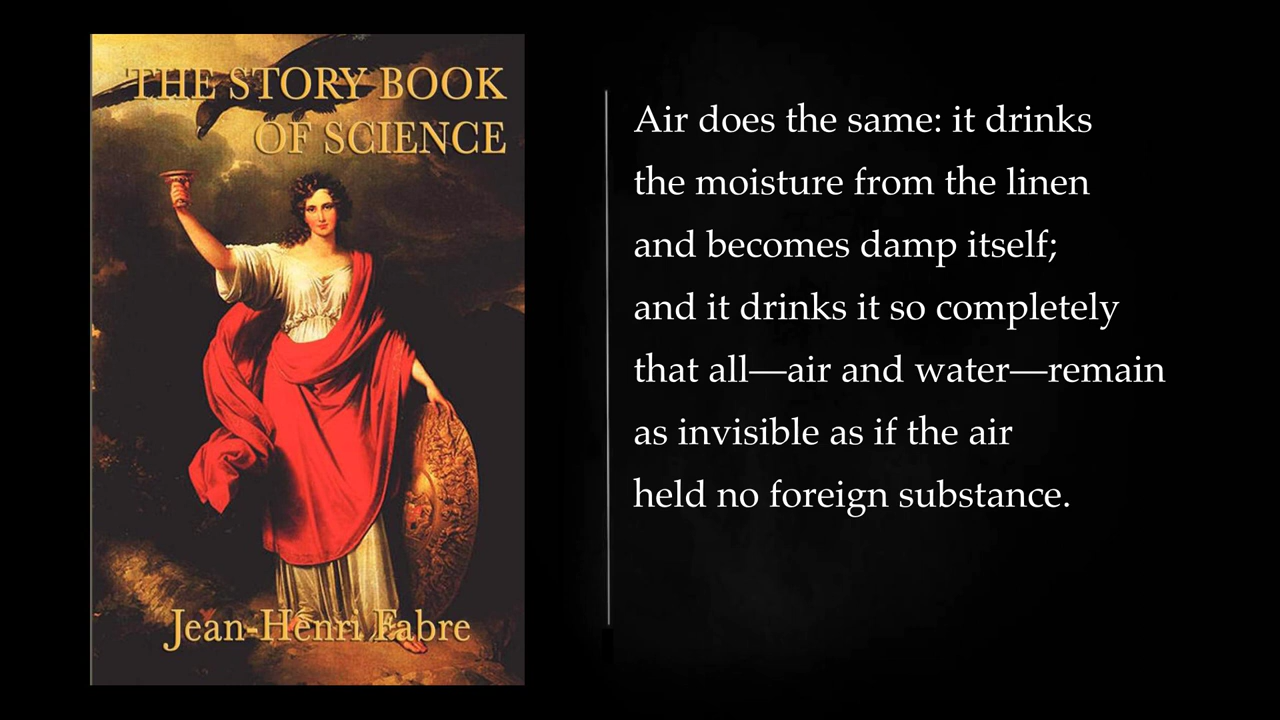 THE STORY BOOK
OF SCIENCE
Jean-Henri Fabre
Air does the same: it drinks
the moisture from the linen
and becomes damp itself;
and it drinks it so completely
that all—air and water—remain
as invisible as if the air
held no foreign substance.